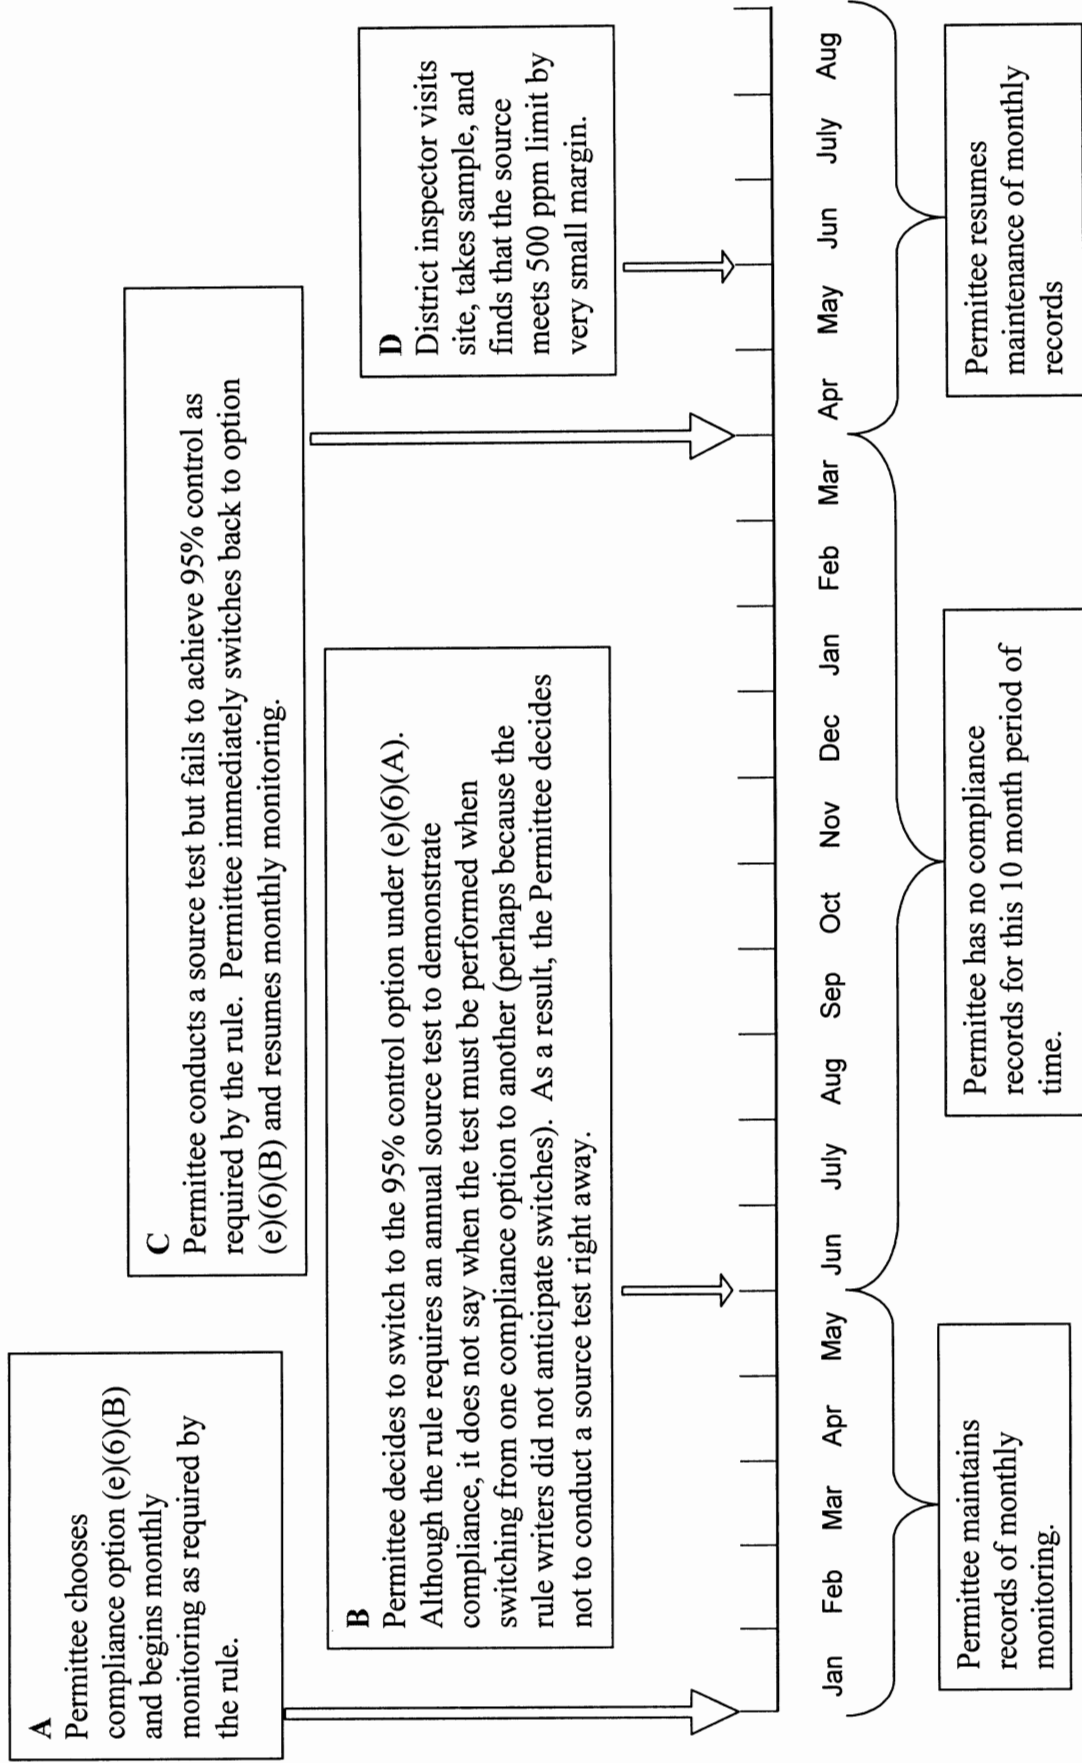 A
Permittee chooses
compliance option (e)(6)(B)
and begins monthly
monitoring as required by
the rule.
C
Permittee conducts a source test but fails to achieve 95% control as
required by the rule.  Permittee immediately switches back to option
(e)(6)(B) and resumes monthly monitoring.
B
Permittee decides to switch to the 95% control option under (e)(6)(A).
Although the rule requires an annual source test to demonstrate
compliance, it does not say when the test must be performed when
switching from one compliance option to another (perhaps because the
rule writers did not anticipate switches).  As a result, the Permittee decides
not to conduct a source test right away.
D
District inspector visits
site, takes sample, and
finds that the source
meets 500 ppm limit by
very small margin.
Jan Feb Mar Apr May Jun July Aug Sep Oct Nov Dec Jan Feb Mar Apr May Jun July Aug
Permittee maintains
records of monthly
monitoring.
Permittee has no compliance
records for this 10 month period of
time.
Permittee resumes
maintenance of monthly
records